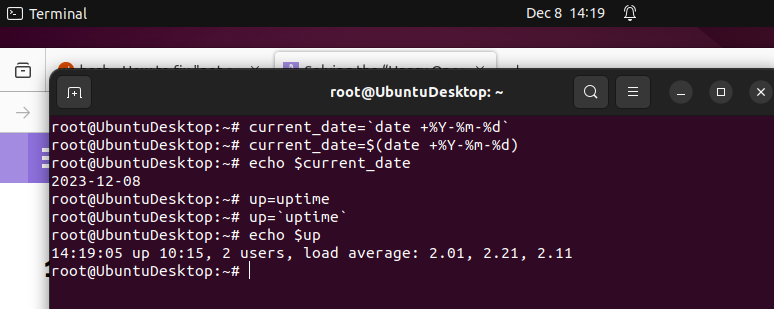 Terminal
Dec 8 14:19
root@UbuntuDesktop: ~
root@UbuntuDesktop:~# current_date=`date +%Y-%m-%d`
root@UbuntuDesktop:~# current_date=$(date +%Y-%m-%d)
root@UbuntuDesktop:~# echo $current_date
2023-12-08
root@UbuntuDesktop:~# up=uptime
root@UbuntuDesktop:~# up=`uptime`
root@UbuntuDesktop:~# echo $up
14:19:05 up 10:15, 2 users, load average: 2.01, 2.21, 2.11
root@UbuntuDesktop:~#